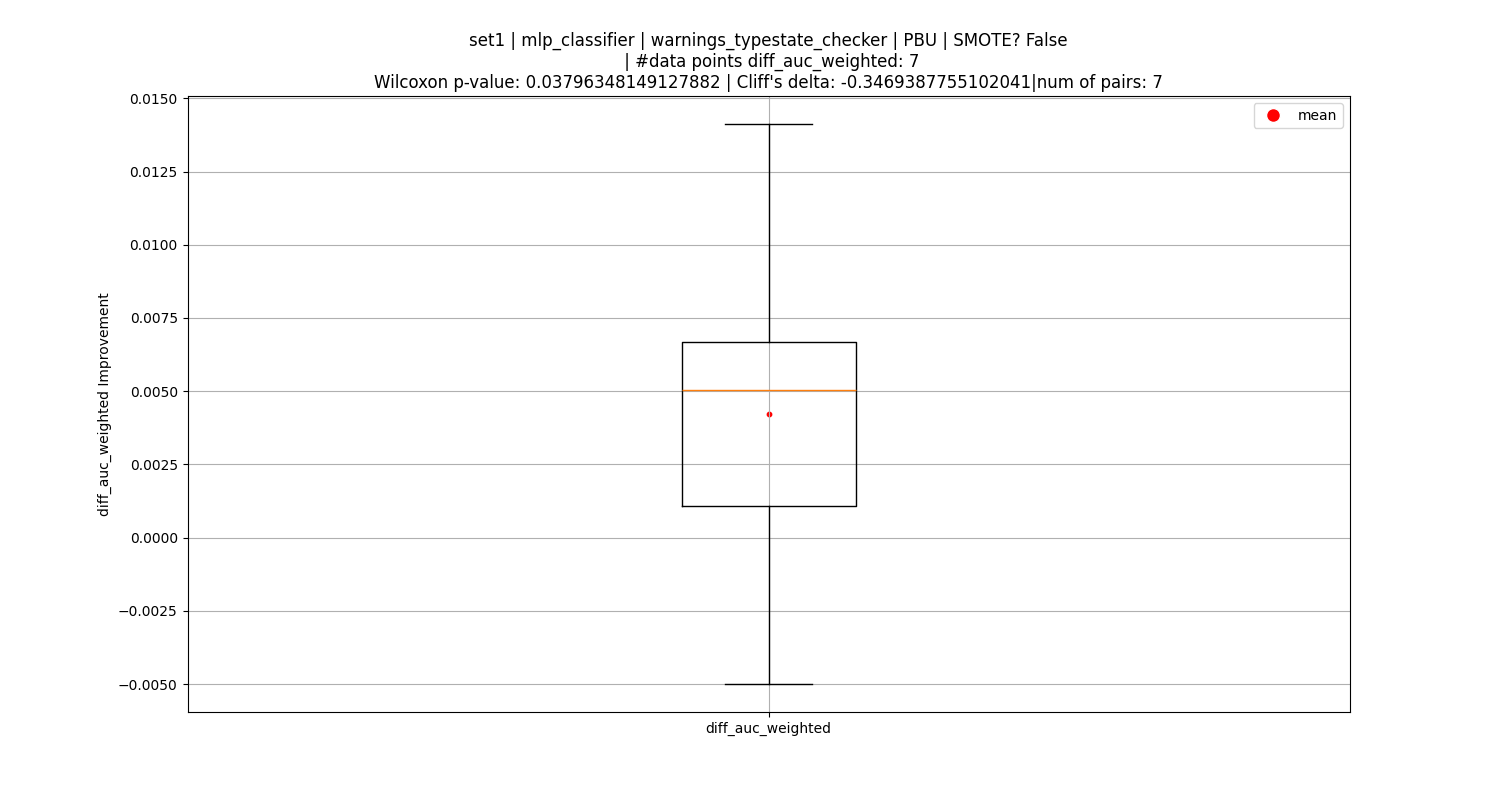 set1 | mlp_classifier | warnings_typestate_checker | PBU | SMOTE? False
| #data points diff_auc_weighted: 7
Wilcoxon p-value: 0.03796348149127882 | Cliff's delta: -0.3469387755102041|num of pairs: 7
mean
0.0150
0.0125
0.0100
0.0075
0.0050
0.0025
0.0000
−0.0025
−0.0050
diff_auc_weighted Improvement
diff_auc_weighted